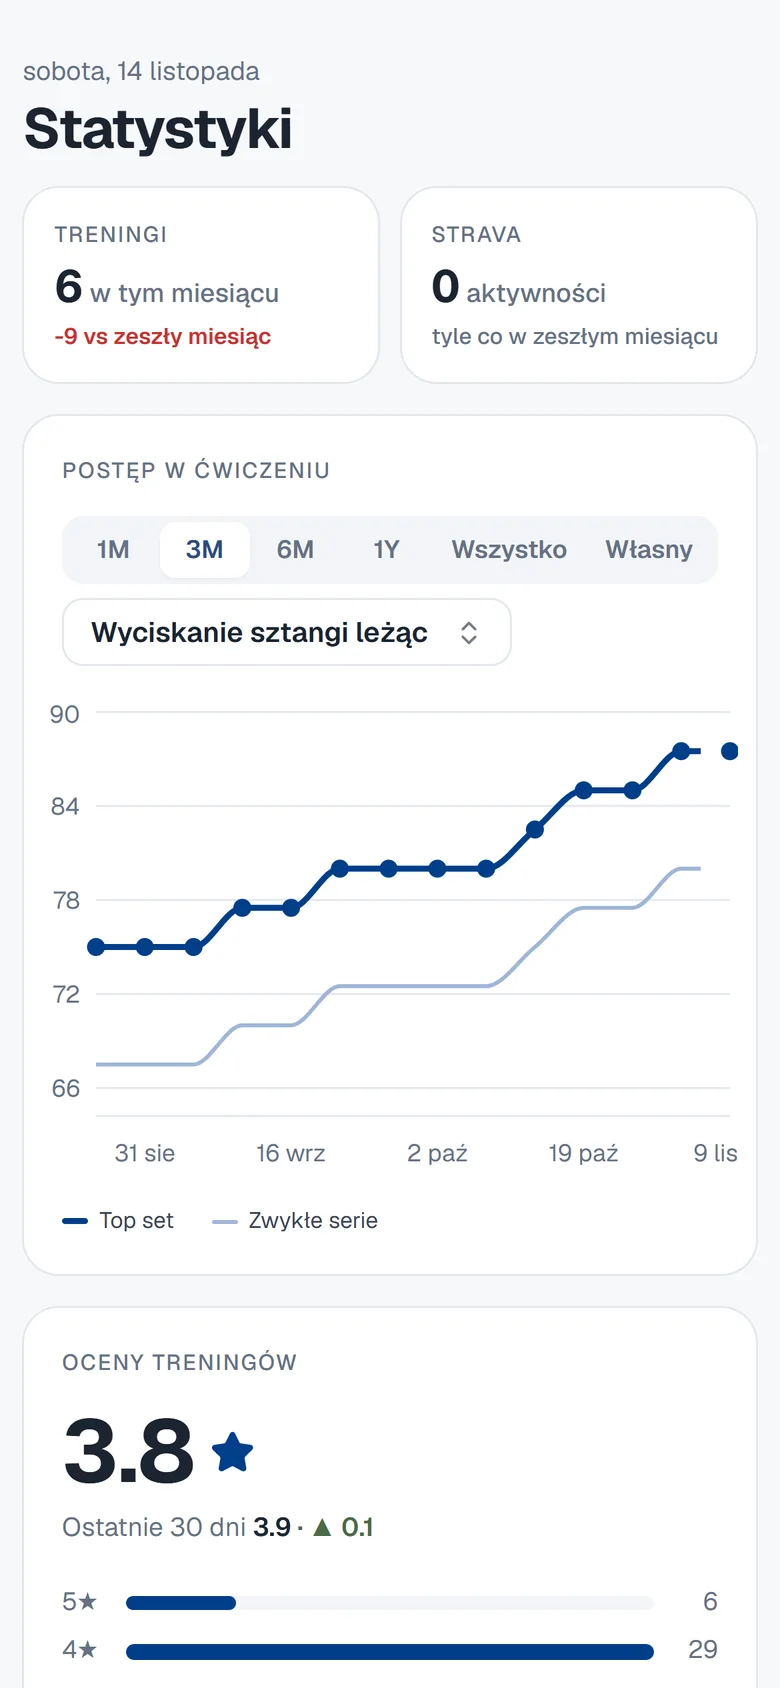 sobota, 14 listopada
Statystyki
TRENINGI
6 w tym miesiącu
-9 vs zeszły miesiąc
STRAVA
0 aktywności
tyle co w zeszłym miesiącu
POSTĘP W ĆWICZENIU
1M 3M 6M 1Y Wszystko Własny
Wyciskanie sztangi leżąc
90
84
78
72
66
31 sie 16 wrz 2 paź 19 paź 9 lis
Top set Zwykłe serie
OCENY TRENINGÓW
3.8 ★
Ostatnie 30 dni 3.9 · ▲ 0.1
5★ 6
4★ 29